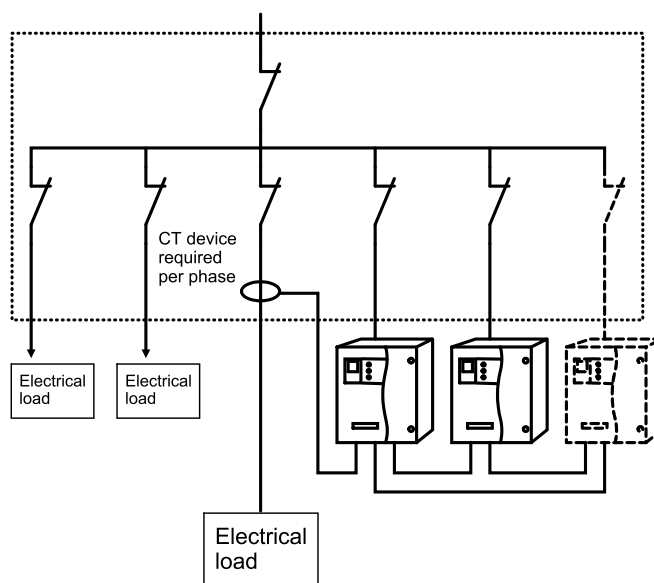 CT device
required
per phase
Electrical
load
Electrical
load
Electrical
load